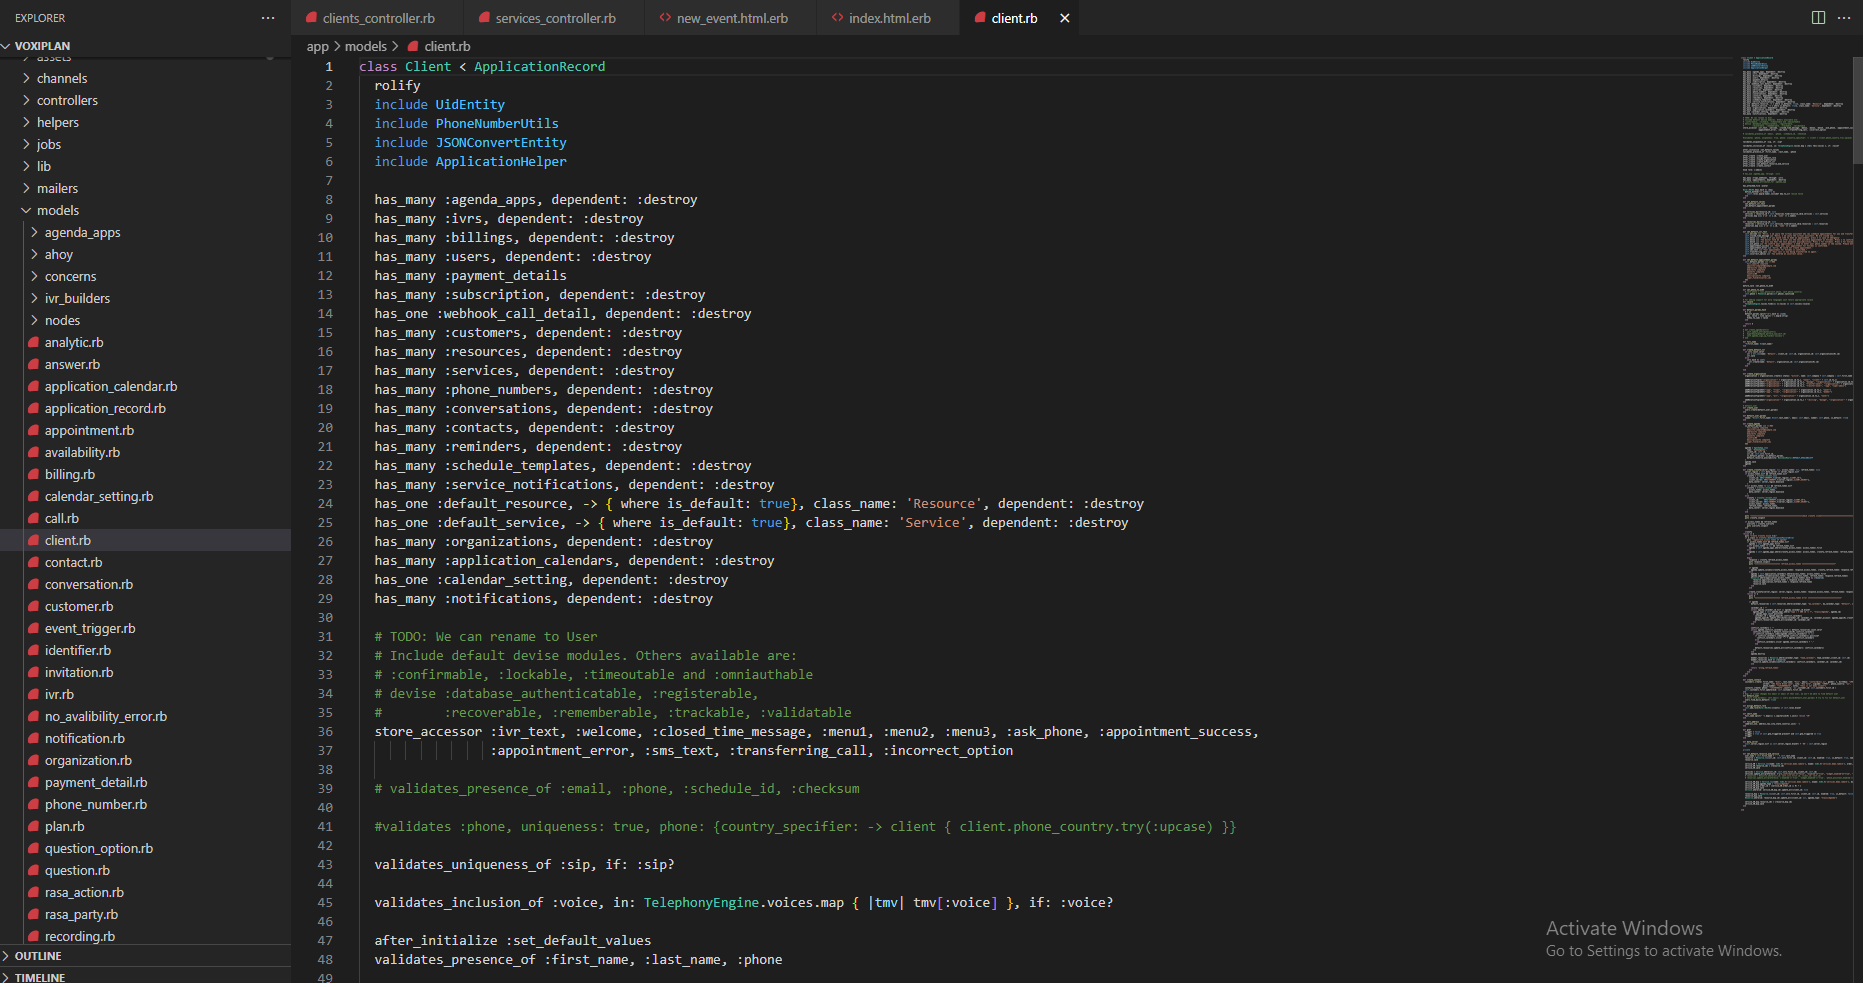 EXPLORER
VOXIPLAN
assets
channels
controllers
helpers
jobs
lib
mailers
models
agenda_apps
ahoy
concerns
ivr_builders
nodes
analytic.rb
answer.rb
application_calendar.rb
application_record.rb
appointment.rb
availability.rb
billing.rb
calendar_setting.rb
call.rb
client.rb
contact.rb
conversation.rb
customer.rb
event_trigger.rb
identifier.rb
invitation.rb
ivr.rb
no_avalibility_error.rb
notification.rb
organization.rb
payment_detail.rb
phone_number.rb
plan.rb
question_option.rb
question.rb
rasa_action.rb
rasa_party.rb
recording.rb
OUTLINE
TIMELINE
clients_controller.rb services_controller.rb new_event.html.erb index.html.erb client.rb
app > models > client.rb
1 class Client < ApplicationRecord
2 rolify
3 include UidEntity
4 include PhoneNumberUtils
5 include JSONConvertEntity
6 include ApplicationHelper
7
8 has_many :agenda_apps, dependent: :destroy
9 has_many :ivrs, dependent: :destroy
10 has_many :billings, dependent: :destroy
11 has_many :users, dependent: :destroy
12 has_many :payment_details
13 has_many :subscription, dependent: :destroy
14 has_one :webhook_call_detail, dependent: :destroy
15 has_many :customers, dependent: :destroy
16 has_many :resources, dependent: :destroy
17 has_many :services, dependent: :destroy
18 has_many :phone_numbers, dependent: :destroy
19 has_many :conversations, dependent: :destroy
20 has_many :contacts, dependent: :destroy
21 has_many :reminders, dependent: :destroy
22 has_many :schedule_templates, dependent: :destroy
23 has_many :service_notifications, dependent: :destroy
24 has_one :default_resource, -> { where is_default: true}, class_name: 'Resource', dependent: :destroy
25 has_one :default_service, -> { where is_default: true}, class_name: 'Service', dependent: :destroy
26 has_many :organizations, dependent: :destroy
27 has_many :application_calendars, dependent: :destroy
28 has_one :calendar_setting, dependent: :destroy
29 has_many :notifications, dependent: :destroy
30
31 # TODO: We can rename to User
32 # Include default devise modules. Others available are:
33 # :confirmable, :lockable, :timeoutable and :omniauthable
34 # devise :database_authenticatable, :registerable,
35 # :recoverable, :rememberable, :trackable, :validatable
36 store_accessor :ivr_text, :welcome, :closed_time_message, :menu1, :menu2, :menu3, :ask_phone, :appointment_success,
37 :appointment_error, :sms_text, :transferring_call, :incorrect_option
38
39 # validates_presence_of :email, :phone, :schedule_id, :checksum
40
41 #validates :phone, uniqueness: true, phone: {country_specifier: -> client { client.phone_country.try(:upcase) }}
42
43 validates_uniqueness_of :sip, if: :sip?
44
45 validates_inclusion_of :voice, in: TelephonyEngine.voices.map { |tmv| tmv[:voice] }, if: :voice?
46
47 after_initialize :set_default_values
48 validates_presence_of :first_name, :last_name, :phone
49
Activate Windows
Go to Settings to activate Windows.